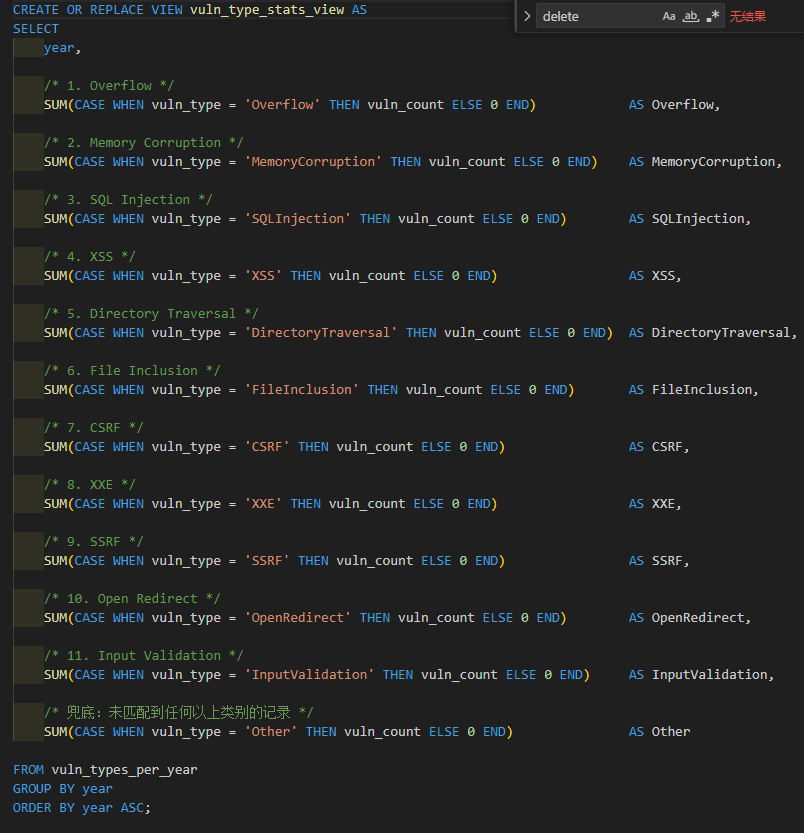 CREATE OR REPLACE VIEW vuln_type_stats_view AS
delete Aa ab .* 无结果
SELECT
year,
/* 1. Overflow */
SUM(CASE WHEN vuln_type = 'Overflow' THEN vuln_count ELSE 0 END) AS Overflow,
/* 2. Memory Corruption */
SUM(CASE WHEN vuln_type = 'MemoryCorruption' THEN vuln_count ELSE 0 END) AS MemoryCorruption,
/* 3. SQL Injection */
SUM(CASE WHEN vuln_type = 'SQLInjection' THEN vuln_count ELSE 0 END) AS SQLInjection,
/* 4. XSS */
SUM(CASE WHEN vuln_type = 'XSS' THEN vuln_count ELSE 0 END) AS XSS,
/* 5. Directory Traversal */
SUM(CASE WHEN vuln_type = 'DirectoryTraversal' THEN vuln_count ELSE 0 END) AS DirectoryTraversal,
/* 6. File Inclusion */
SUM(CASE WHEN vuln_type = 'FileInclusion' THEN vuln_count ELSE 0 END) AS FileInclusion,
/* 7. CSRF */
SUM(CASE WHEN vuln_type = 'CSRF' THEN vuln_count ELSE 0 END) AS CSRF,
/* 8. XXE */
SUM(CASE WHEN vuln_type = 'XXE' THEN vuln_count ELSE 0 END) AS XXE,
/* 9. SSRF */
SUM(CASE WHEN vuln_type = 'SSRF' THEN vuln_count ELSE 0 END) AS SSRF,
/* 10. Open Redirect */
SUM(CASE WHEN vuln_type = 'OpenRedirect' THEN vuln_count ELSE 0 END) AS OpenRedirect,
/* 11. Input Validation */
SUM(CASE WHEN vuln_type = 'InputValidation' THEN vuln_count ELSE 0 END) AS InputValidation,
/* 兜底：未匹配到任何以上类别的记录 */
SUM(CASE WHEN vuln_type = 'Other' THEN vuln_count ELSE 0 END) AS Other
FROM vuln_types_per_year
GROUP BY year
ORDER BY year ASC;